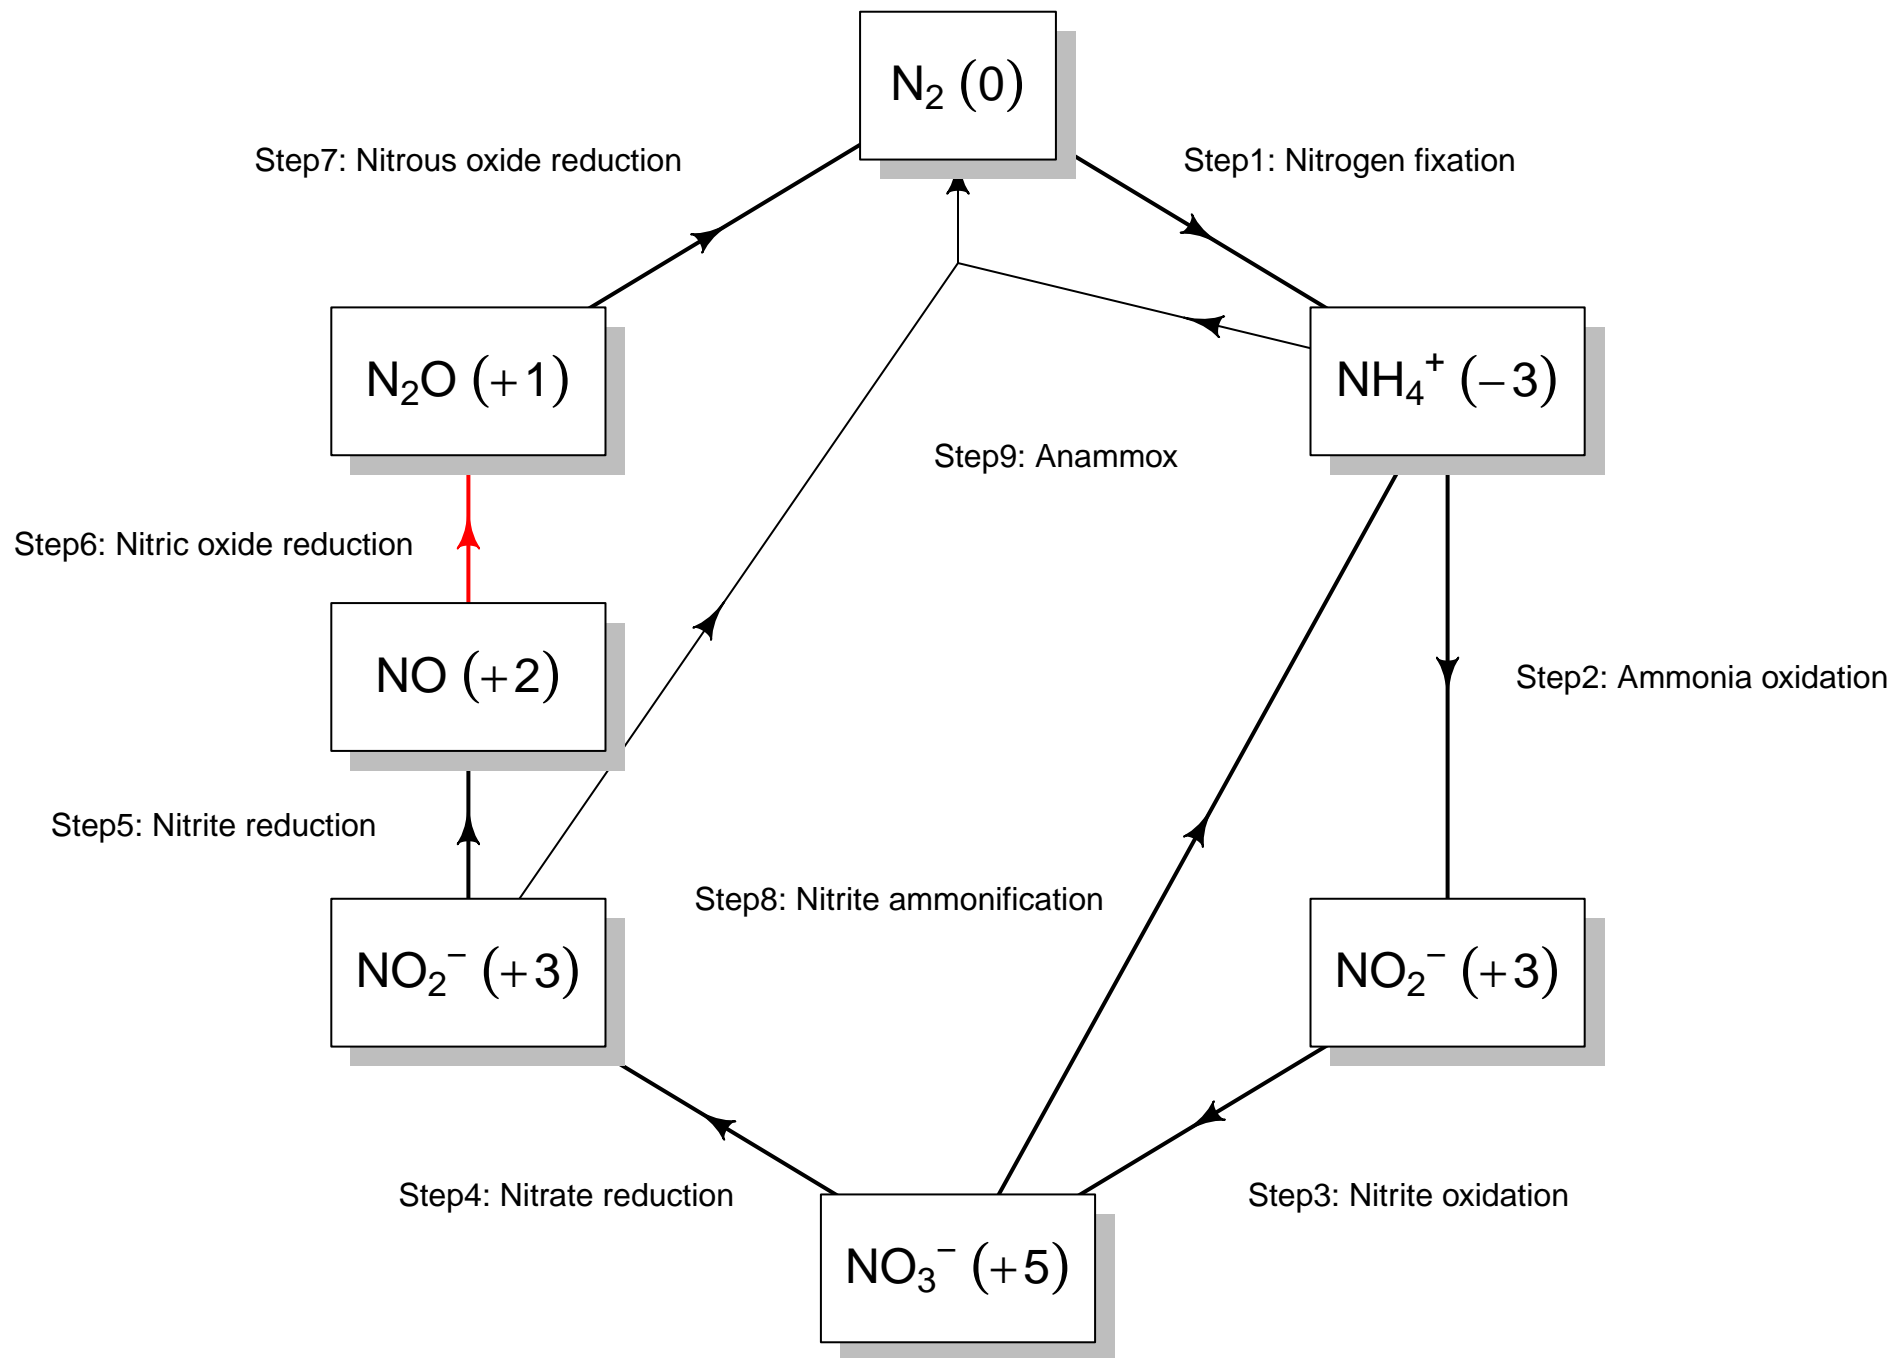 N₂ (0)
Step7: Nitrous oxide reduction
Step1: Nitrogen fixation
N₂O (+1)
NH₄⁺ (−3)
Step9: Anammox
Step6: Nitric oxide reduction
NO (+2)
Step2: Ammonia oxidation
Step5: Nitrite reduction
Step8: Nitrite ammonification
NO₂⁻ (+3)
NO₂⁻ (+3)
Step4: Nitrate reduction
Step3: Nitrite oxidation
NO₃⁻ (+5)